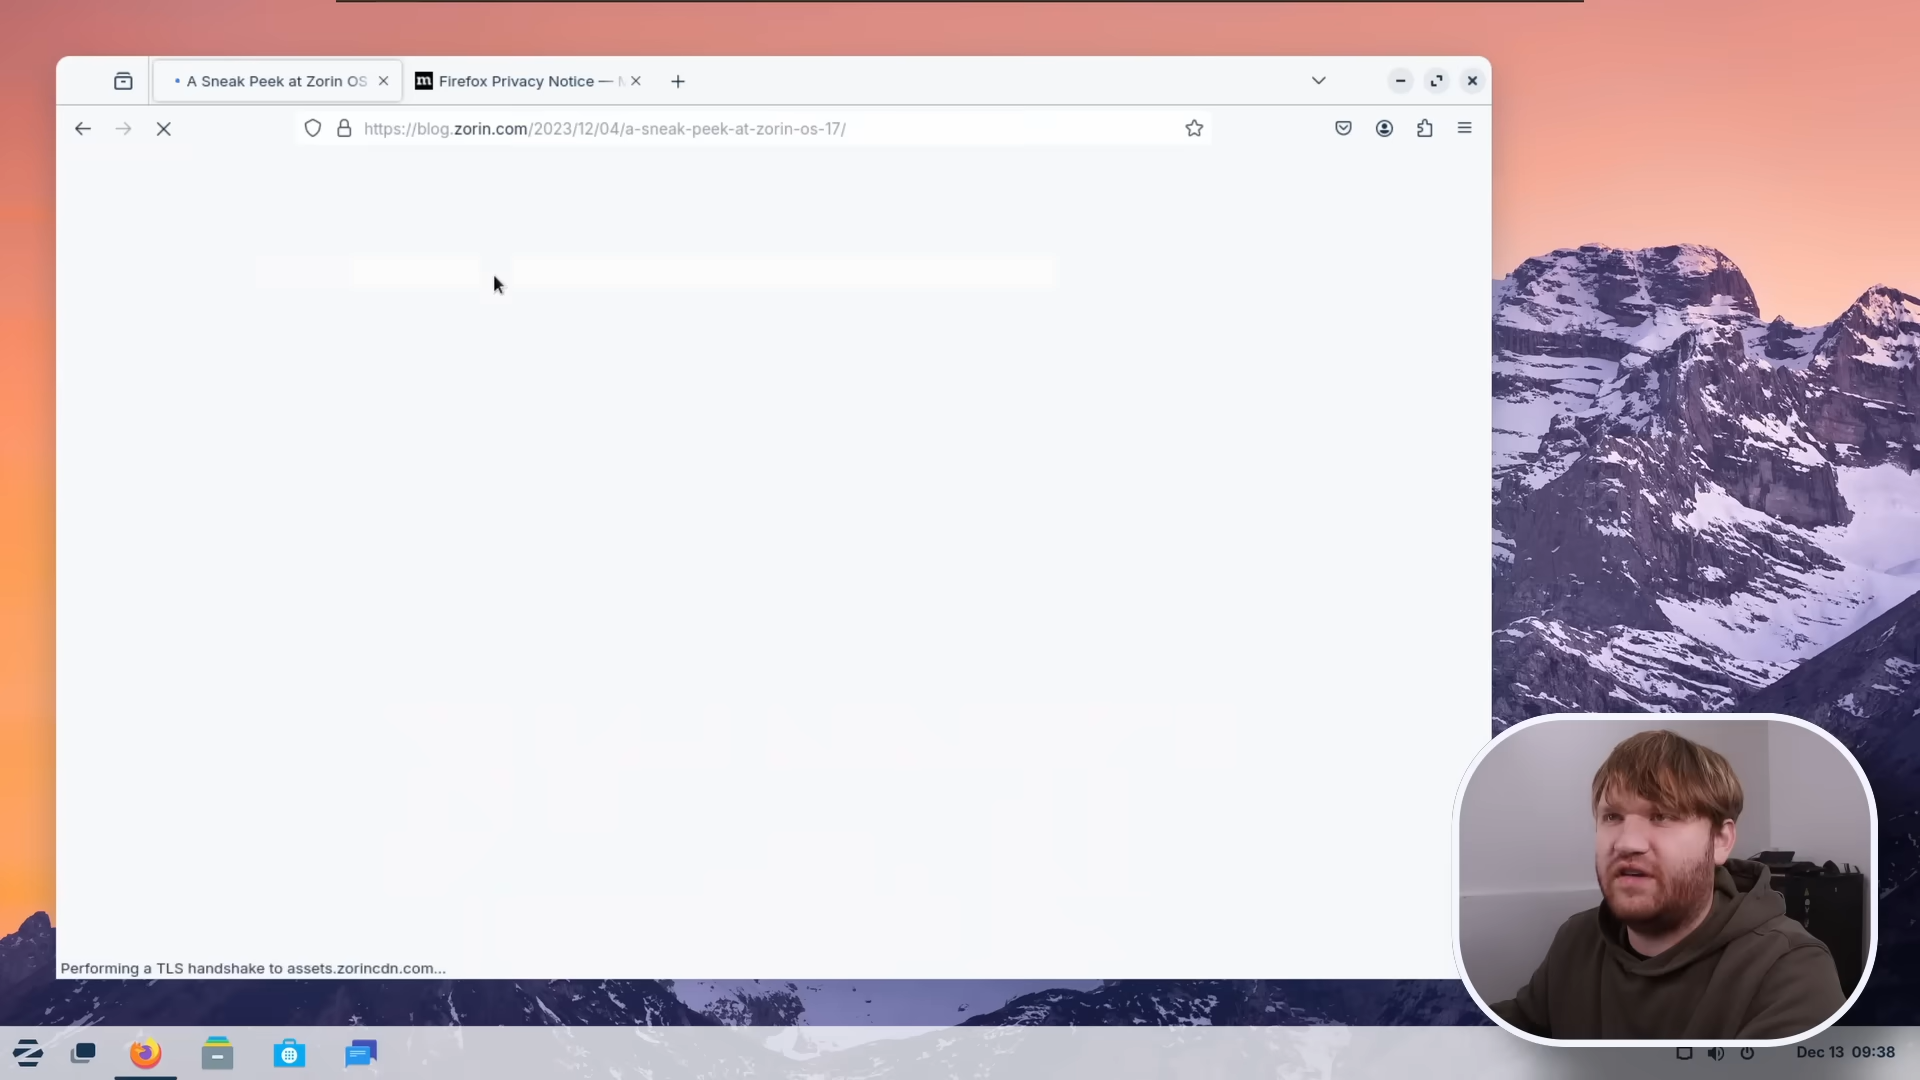 A Sneak Peek at Zorin OS
Firefox Privacy Notice —
https://blog.zorin.com/2023/12/04/a-sneak-peek-at-zorin-os-17/
Performing a TLS handshake to assets.zorincdn.com...
Dec 13 09:38